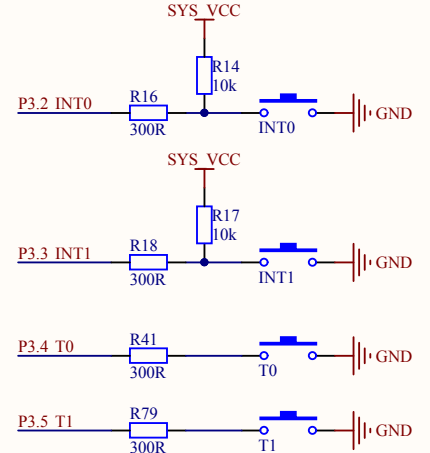 SYS_VCC
R14
10k
P3.2 INT0
R16
300R
INT0
GND
SYS_VCC
R17
10k
P3.3 INT1
R18
300R
INT1
GND
P3.4 T0
R41
300R
T0
GND
P3.5 T1
R79
300R
T1
GND